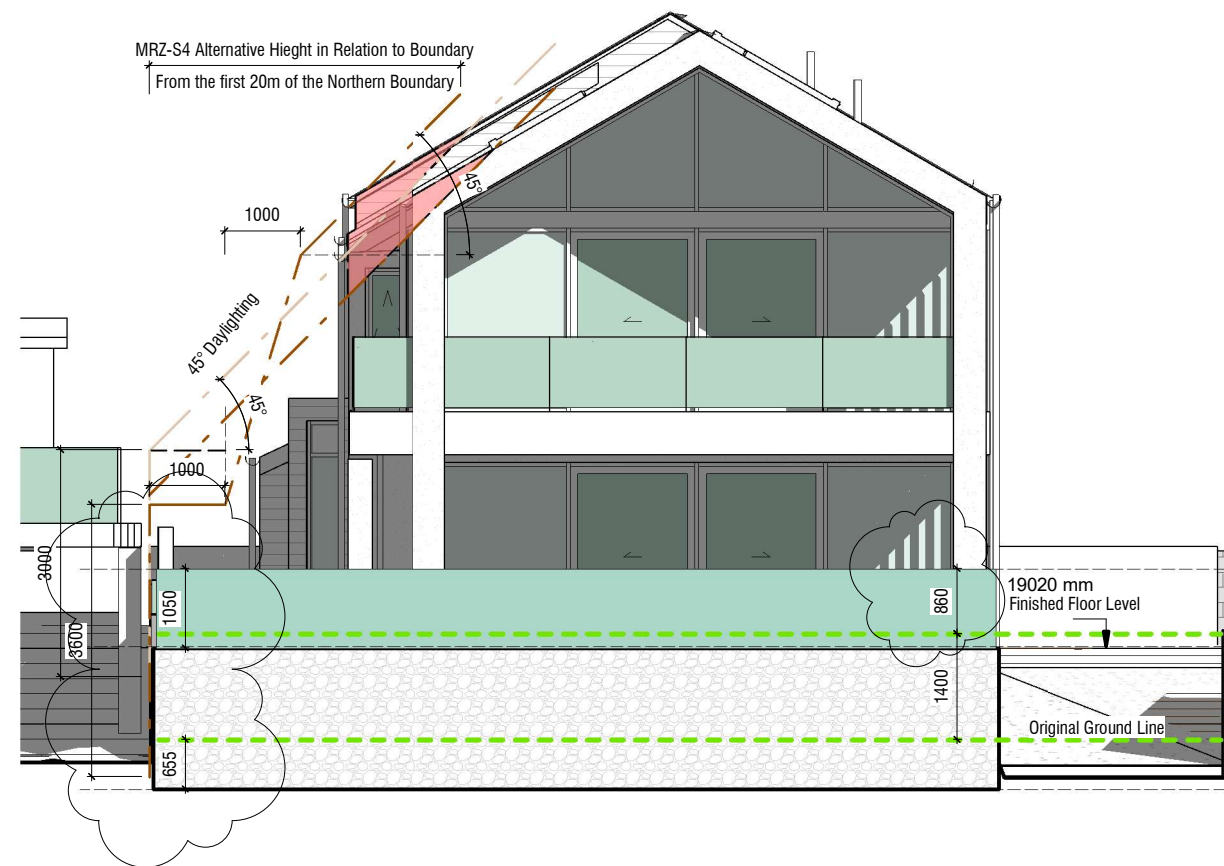 MRZ-S4 Alternative Hieght in Relation to Boundary
From the first 20m of the Northern Boundary
45°
1000
45° Daylighting
45°
1000
3000
3600
1050
860
19020 mm
Finished Floor Level
1400
Original Ground Line
655